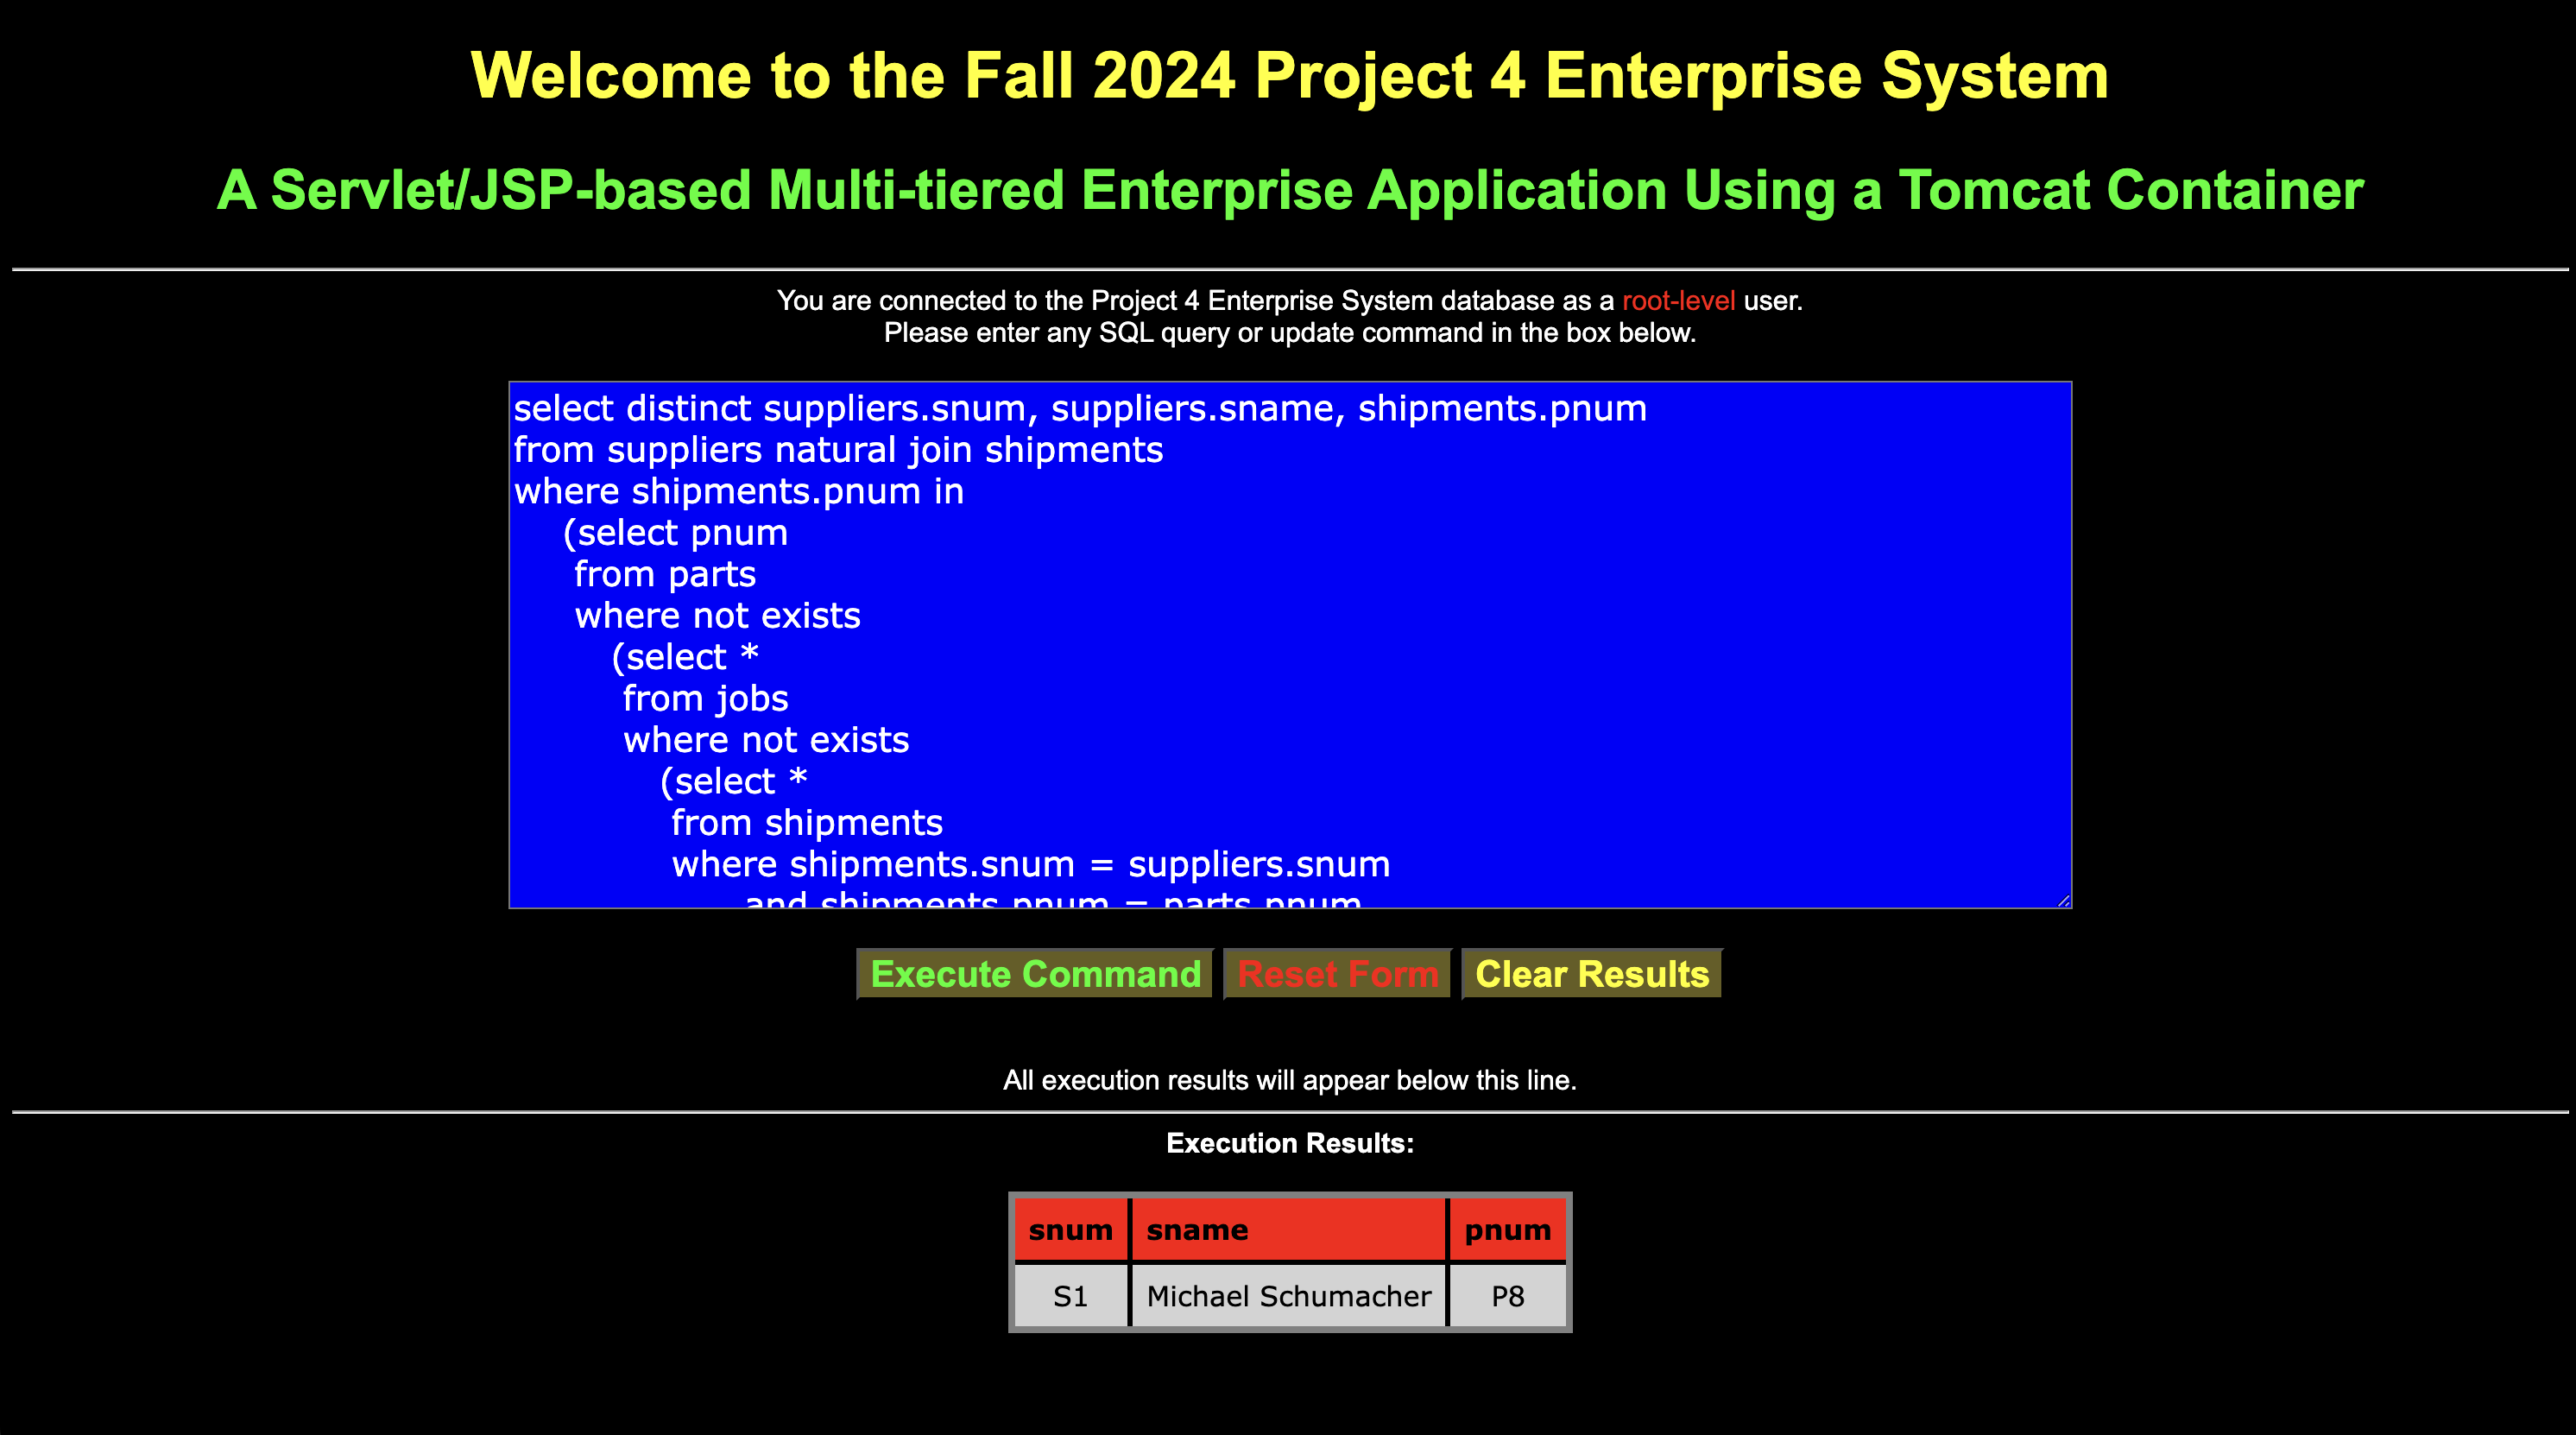 Welcome to the Fall 2024 Project 4 Enterprise System
A Servlet/JSP-based Multi-tiered Enterprise Application Using a Tomcat Container
You are connected to the Project 4 Enterprise System database as a root-level user.
Please enter any SQL query or update command in the box below.
select distinct suppliers.snum, suppliers.sname, shipments.pnum
from suppliers natural join shipments
where shipments.pnum in
(select pnum
from parts
where not exists
(select *
from jobs
where not exists
(select *
from shipments
where shipments.snum = suppliers.snum
and shipments.pnum = parts.pnum
Execute Command Reset Form Clear Results
All execution results will appear below this line.
Execution Results:
snum sname pnum
S1 Michael Schumacher P8